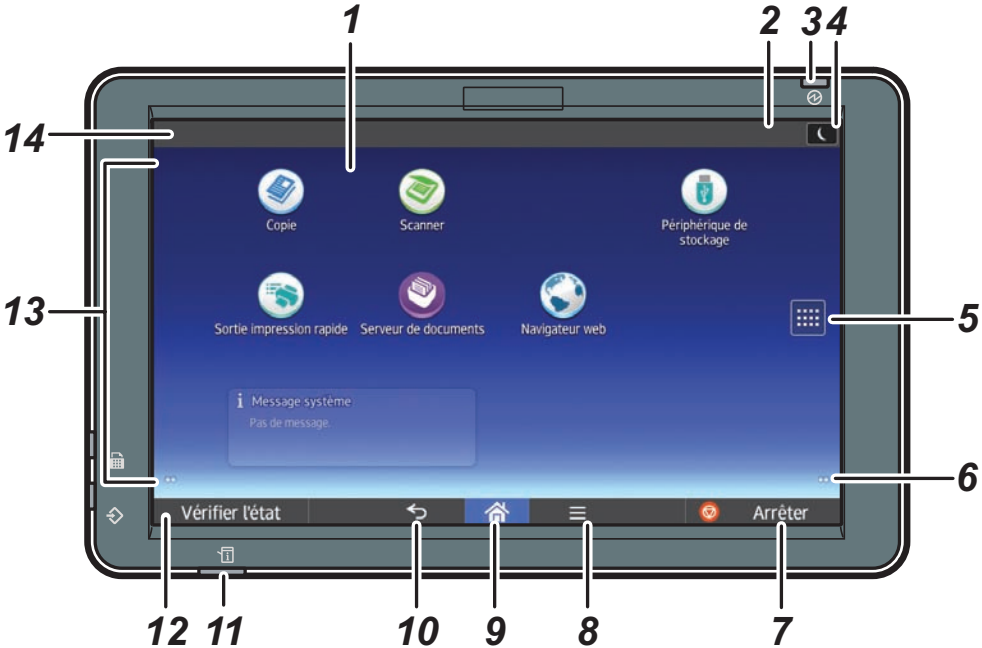 1 2 3 4
14
Copie Scanner Périphérique de
stockage
13
Sortie impression rapide Serveur de documents Navigateur web
5
i Message système
Pas de message.
6
Vérifier l'état Arrêter
i
12 11 10 9 8 7